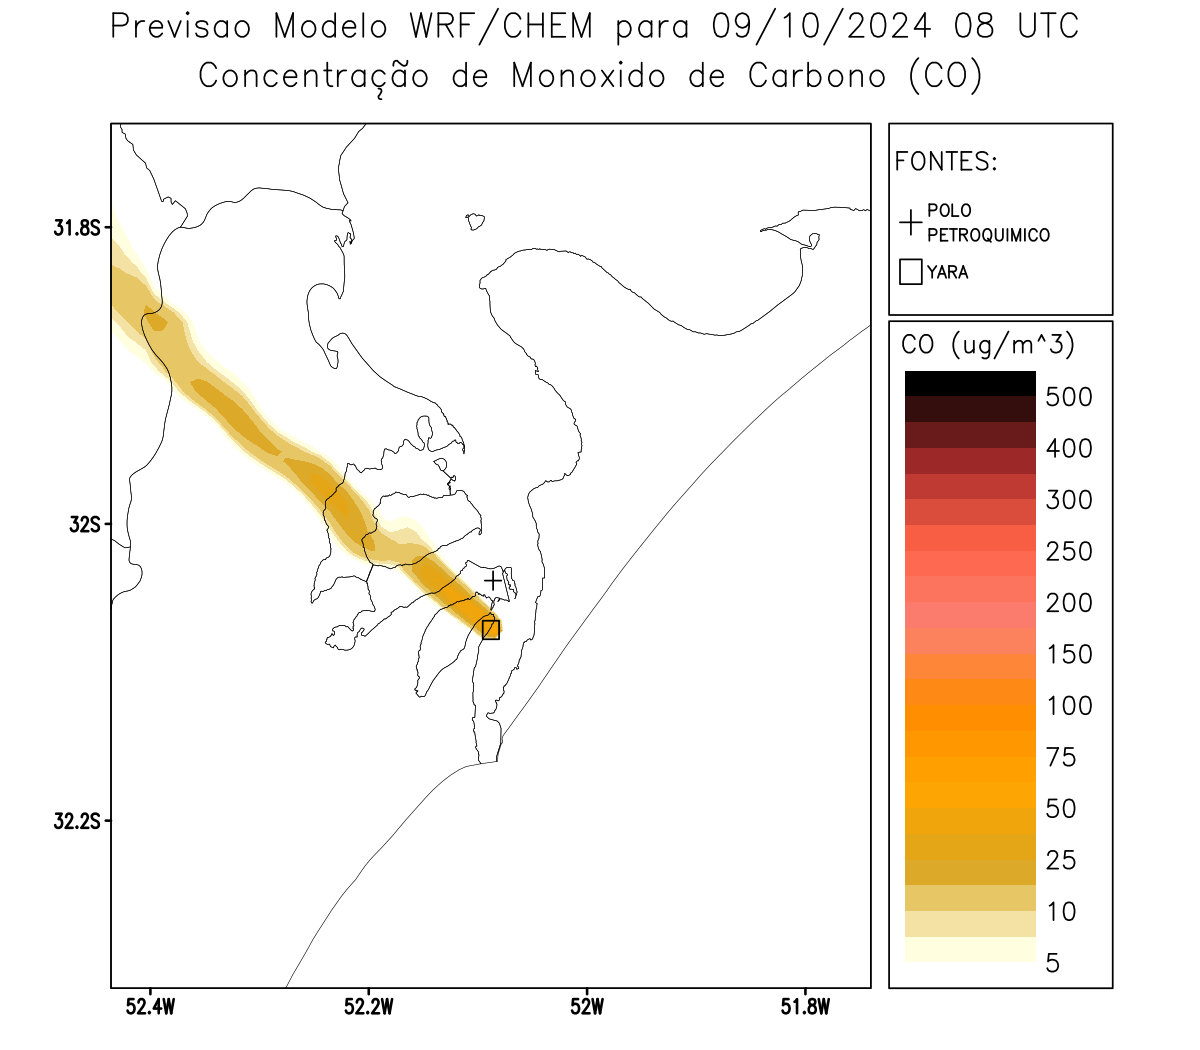 Previsao Modelo WRF/CHEM para 09/10/2024 08 UTC
Concentração de Monoxido de Carbono (CO)
FONTES:
POLO
PETROQUIMICO
YARA
CO (ug/m^3)
500
400
300
250
200
150
100
75
50
25
10
5
31.8S
32S
32.2S
52.4W
52.2W
52W
51.8W